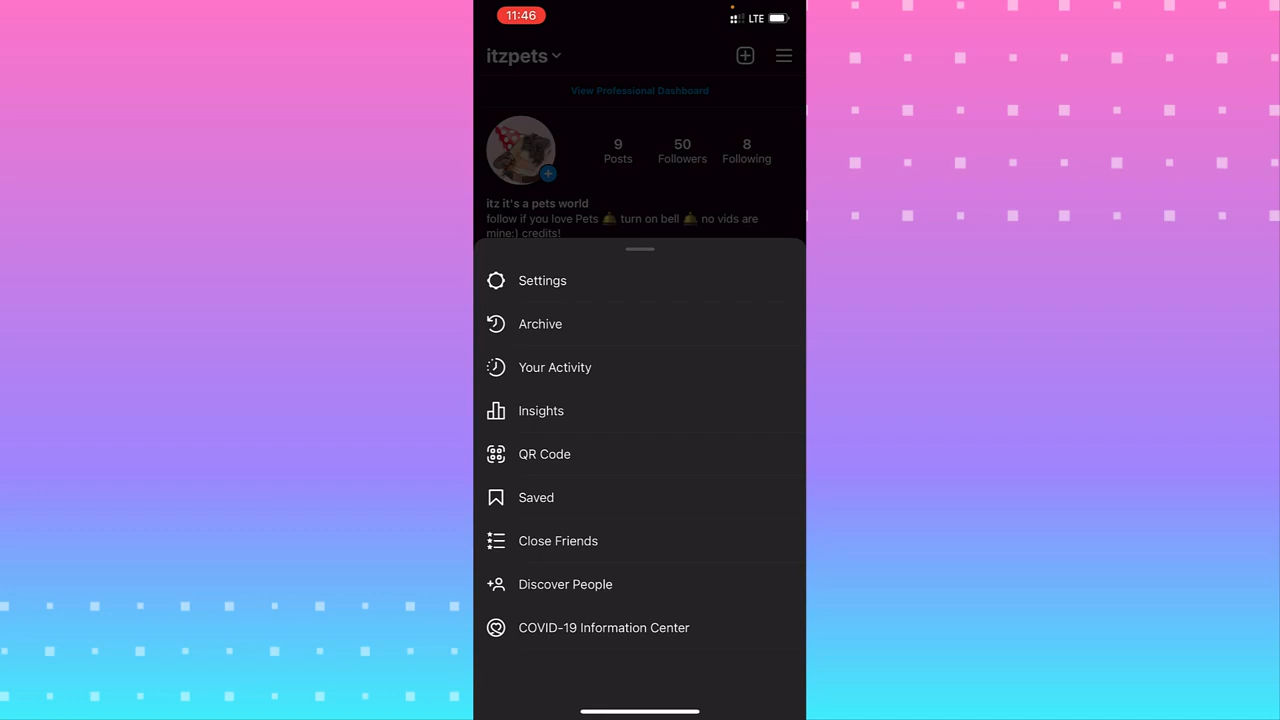 11:46
LTE
itzpets
View Professional Dashboard
9
50
8
Posts
Followers
Following
itz it's a pets world
follow if you love Pets 🛎️ turn on bell 🛎️ no vids are
mine:) credits!
Settings
Archive
Your Activity
Insights
QR Code
Saved
Close Friends
Discover People
COVID-19 Information Center